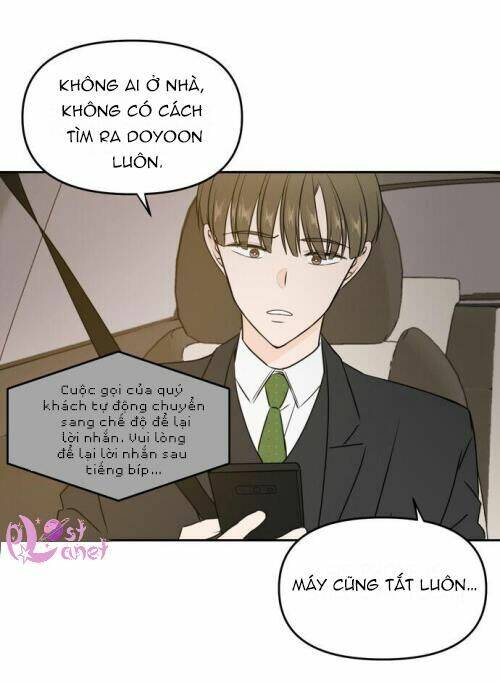 KHÔNG AI Ở NHÀ,
KHÔNG CÓ CÁCH
TÌM RA DOYOON
LUÔN.
Cuộc gọi của quý
khách tự động chuyển
sang chế độ để lại
lời nhắn. Vui lòng
để lại lời nhắn sau
tiếng bíp...
Lost
Planet
MÁY CŨNG TẮT LUÔN...